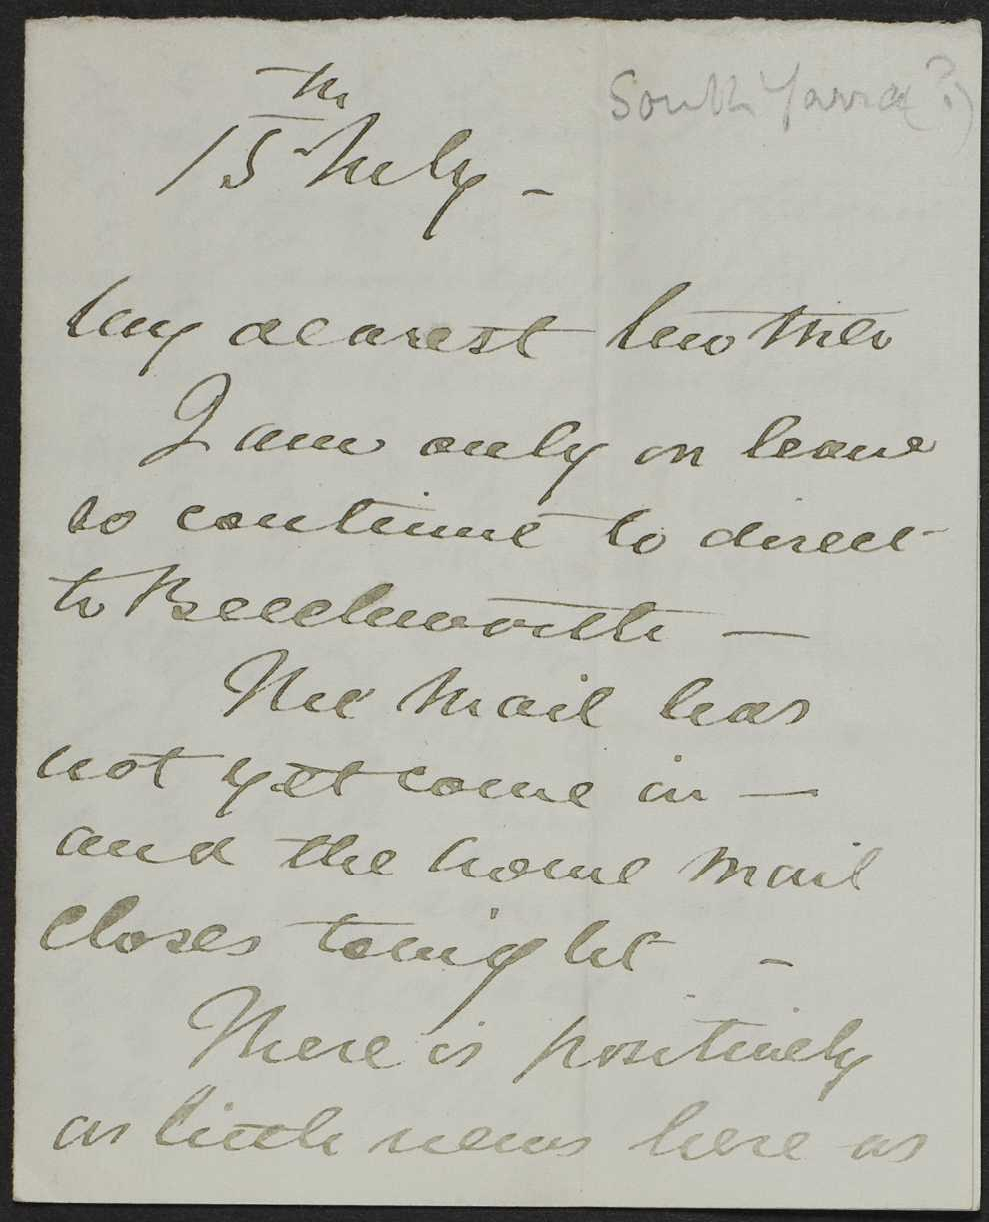 South Yarra(?)
15th July -
My dearest Mother
I am only on leave
so continue to direct
to Beechworth —
The Mail has
not yet come in —
and the home Mail
closes tonight -
There is positively
as little news here as